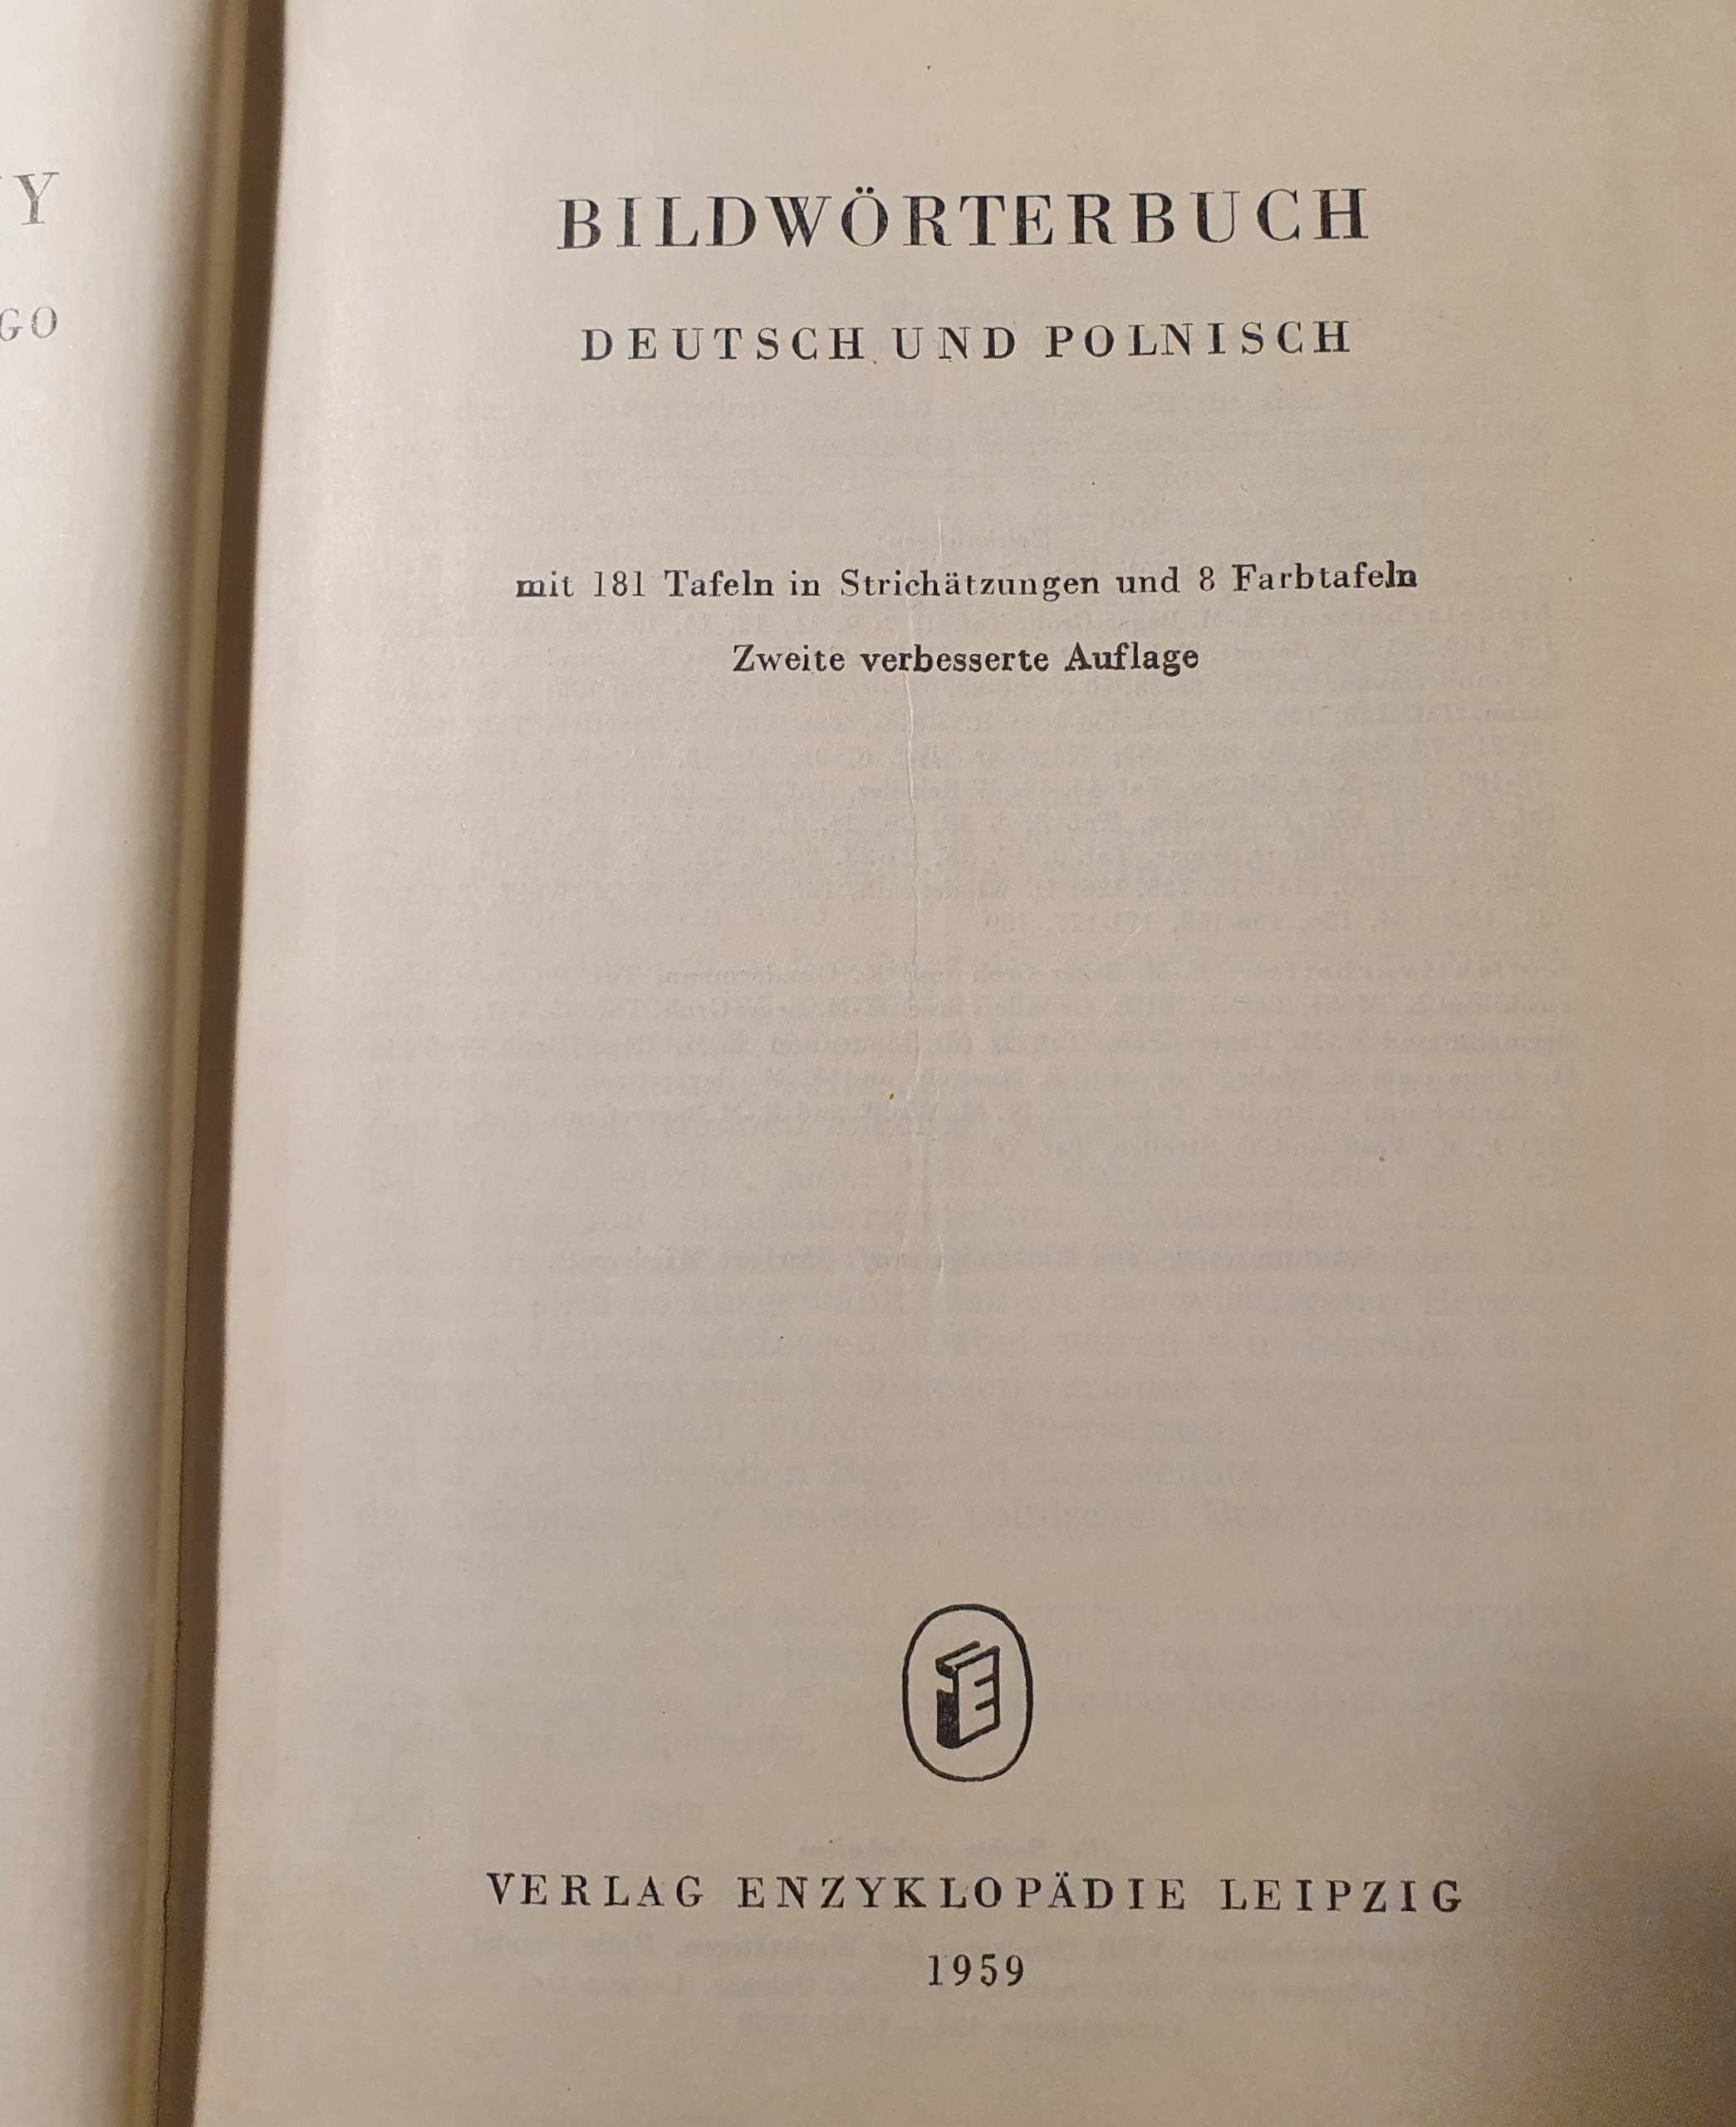 Y
GO
BILDWÖRTERBUCH
DEUTSCH UND POLNISCH
mit 181 Tafeln in Strichätzungen und 8 Farbtafeln
Zweite verbesserte Auflage
VERLAG ENZYKLOPÄDIE LEIPZIG
1959